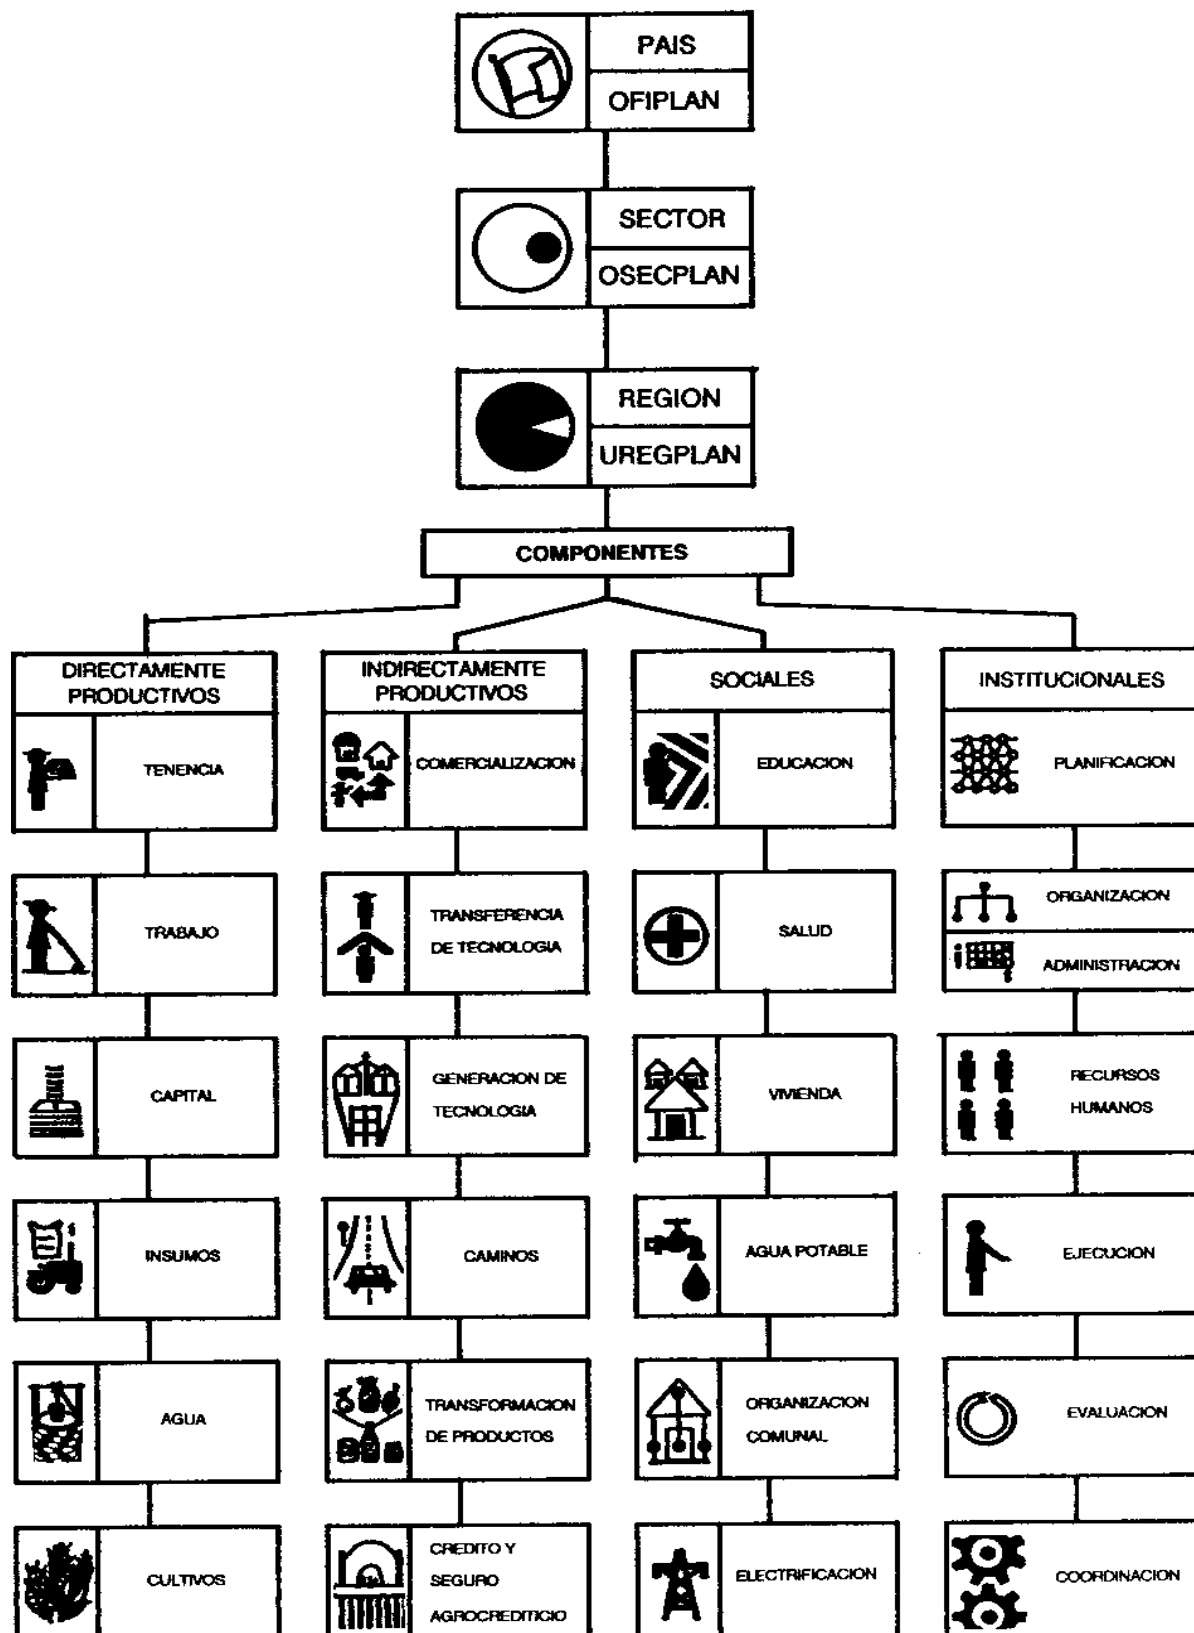 PAIS
OFIPLAN
SECTOR
OSECPLAN
REGION
UREGPLAN
COMPONENTES
DIRECTAMENTE
PRODUCTIVOS
TENENCIA
TRABAJO
CAPITAL
INSUMOS
AGUA
CULTIVOS
INDIRECTAMENTE
PRODUCTIVOS
COMERCIALIZACION
TRANSFERENCIA
DE TECNOLOGIA
GENERACION DE
TECNOLOGIA
CAMINOS
TRANSFORMACION
DE PRODUCTOS
CREDITO Y
SEGURO
AGROCREDITICIO
SOCIALES
EDUCACION
SALUD
VIVIENDA
AGUA POTABLE
ORGANIZACION
COMUNAL
ELECTRIFICACION
INSTITUCIONALES
PLANIFICACION
ORGANIZACION
ADMINISTRACION
RECURSOS
HUMANOS
EJECUCION
EVALUACION
COORDINACION